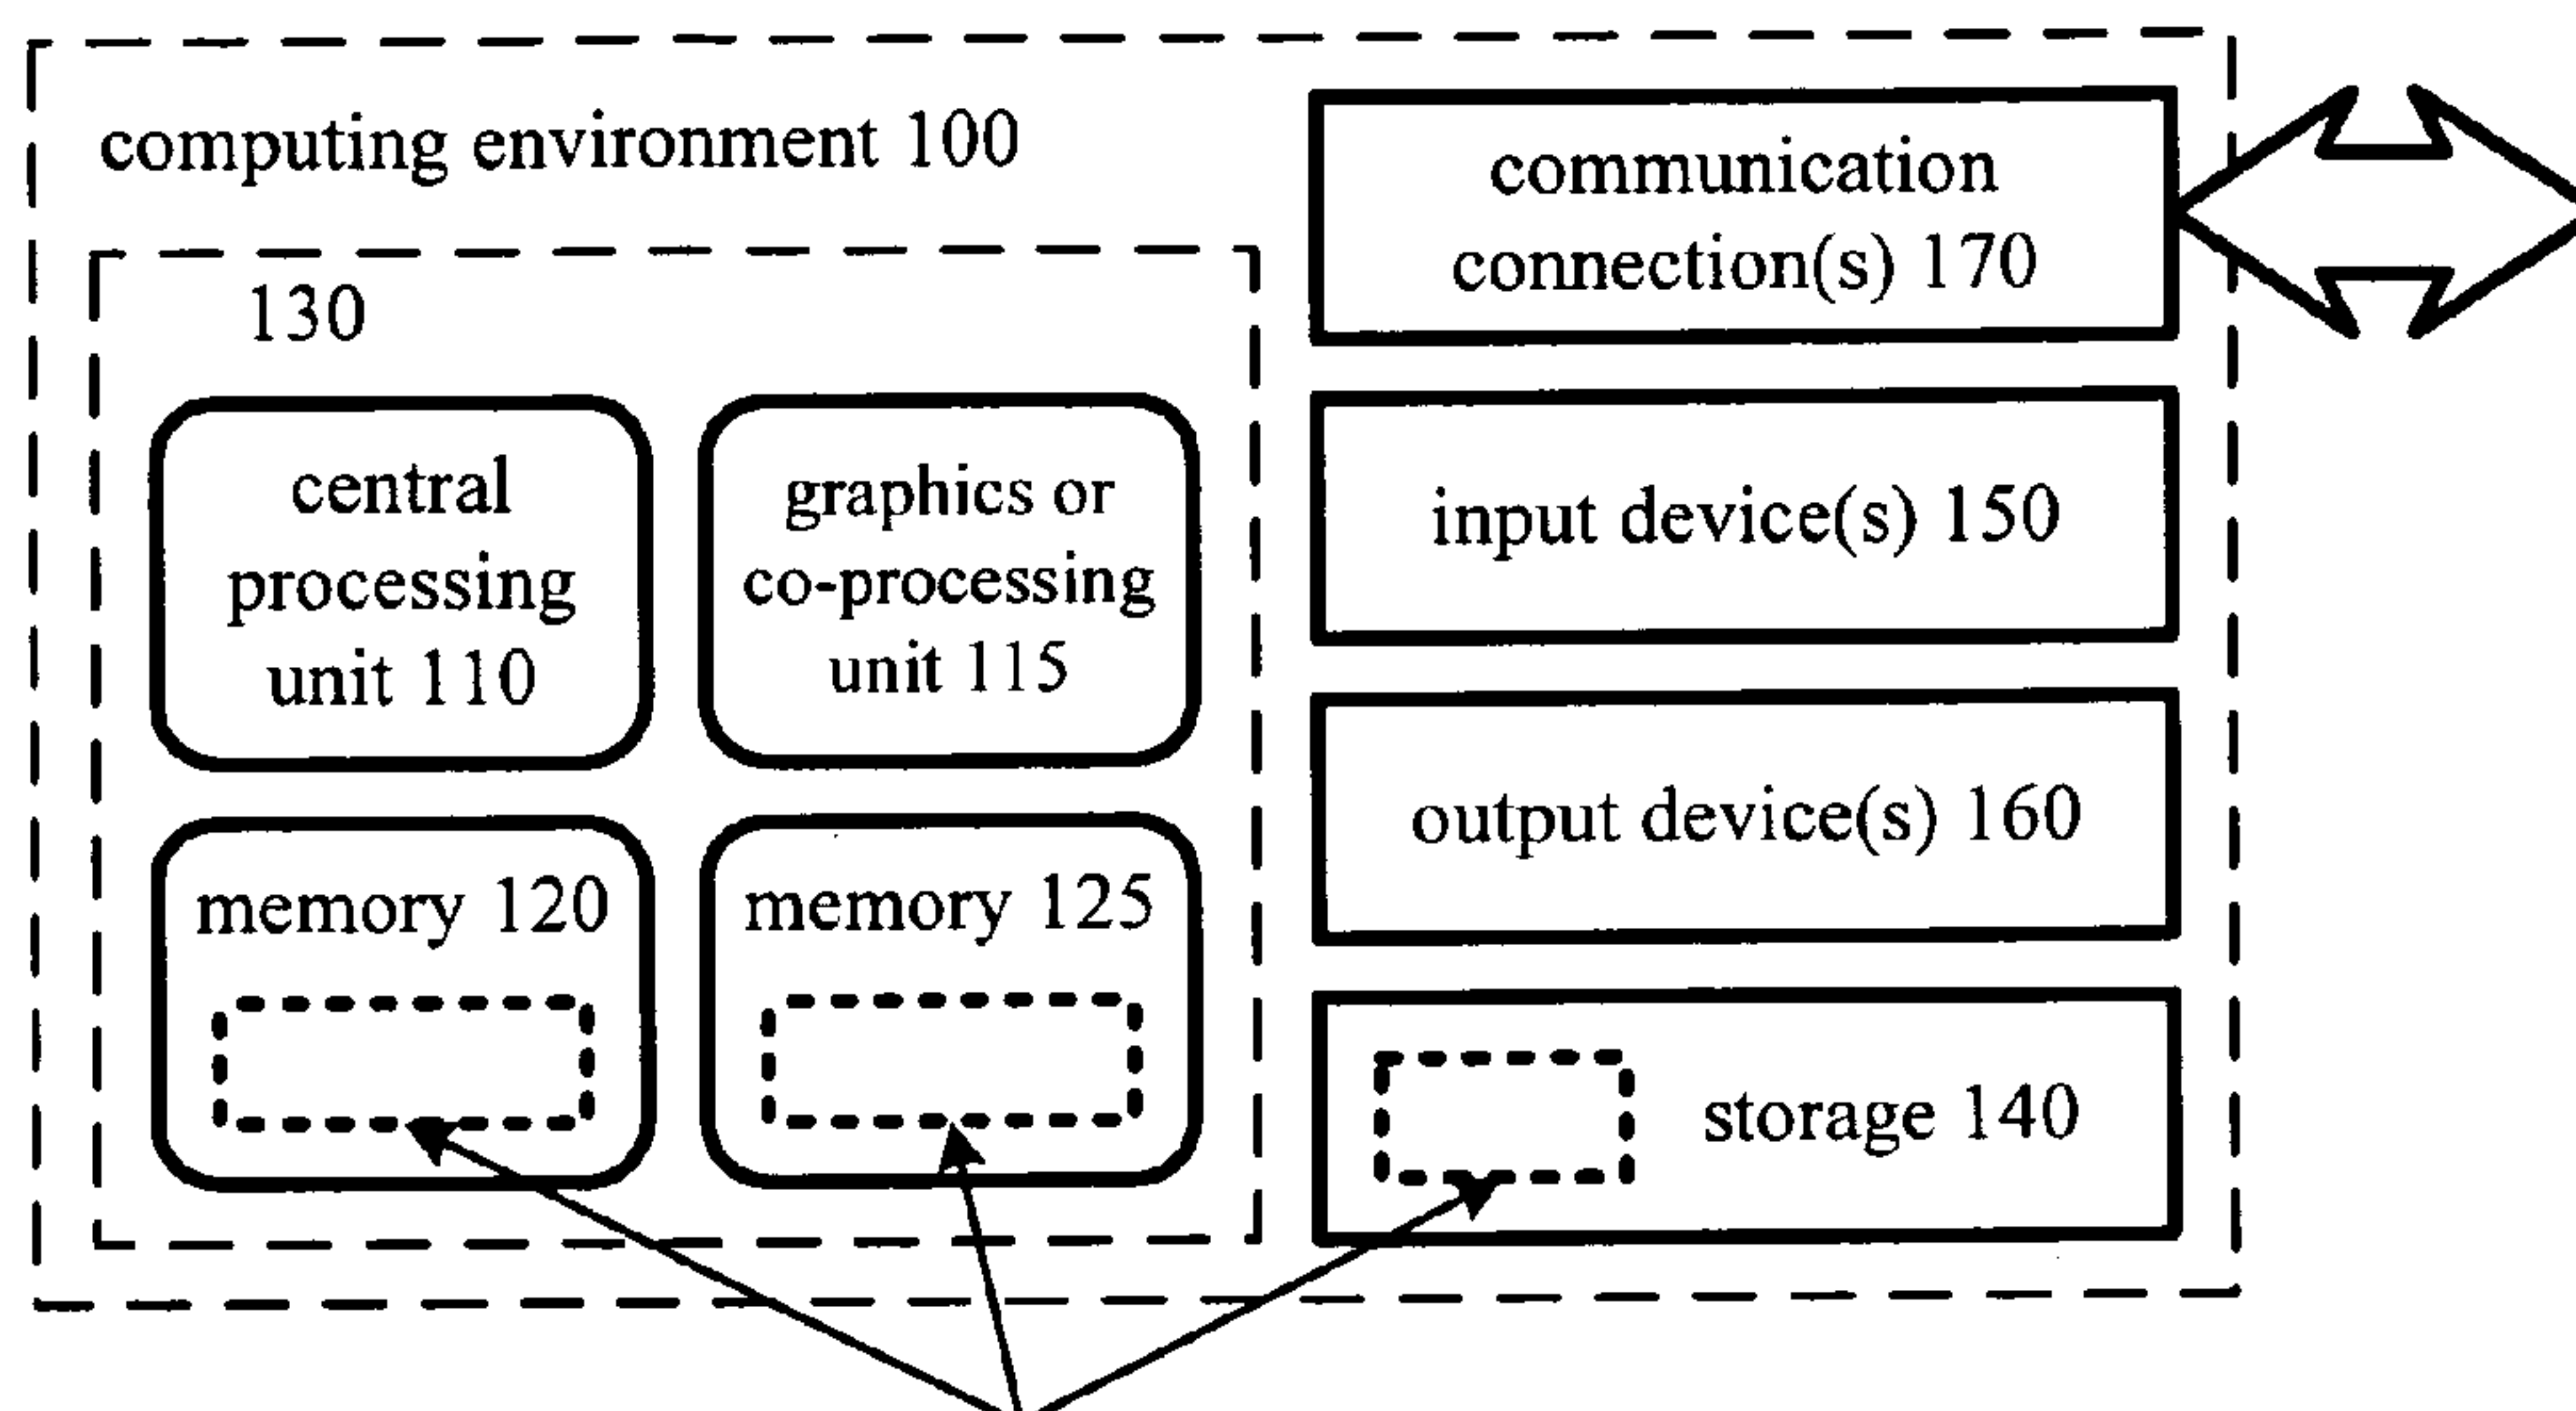 computing environment 100
130
central
processing
unit 110
graphics or
co-processing
unit 115
memory 120
memory 125
communication
connection(s) 170
input device(s) 150
output device(s) 160
storage 140